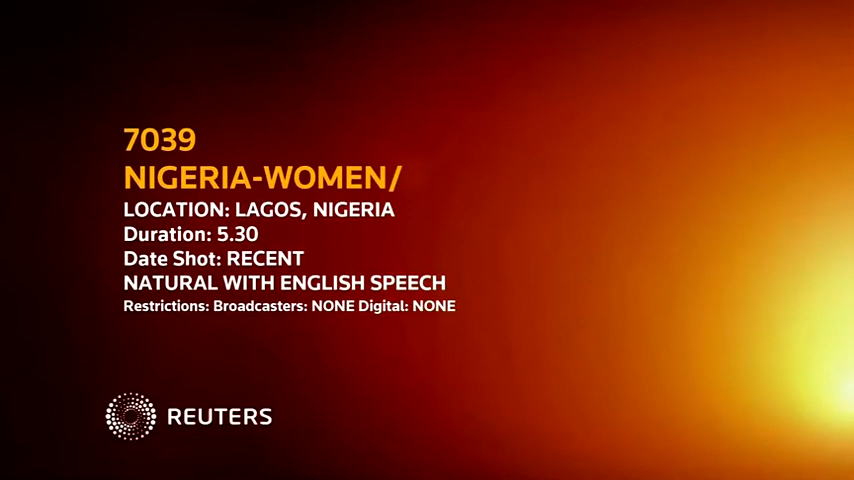 7039
NIGERIA-WOMEN/
LOCATION: LAGOS, NIGERIA
Duration: 5.30
Date Shot: RECENT
NATURAL WITH ENGLISH SPEECH
Restrictions: Broadcasters: NONE Digital: NONE
REUTERS